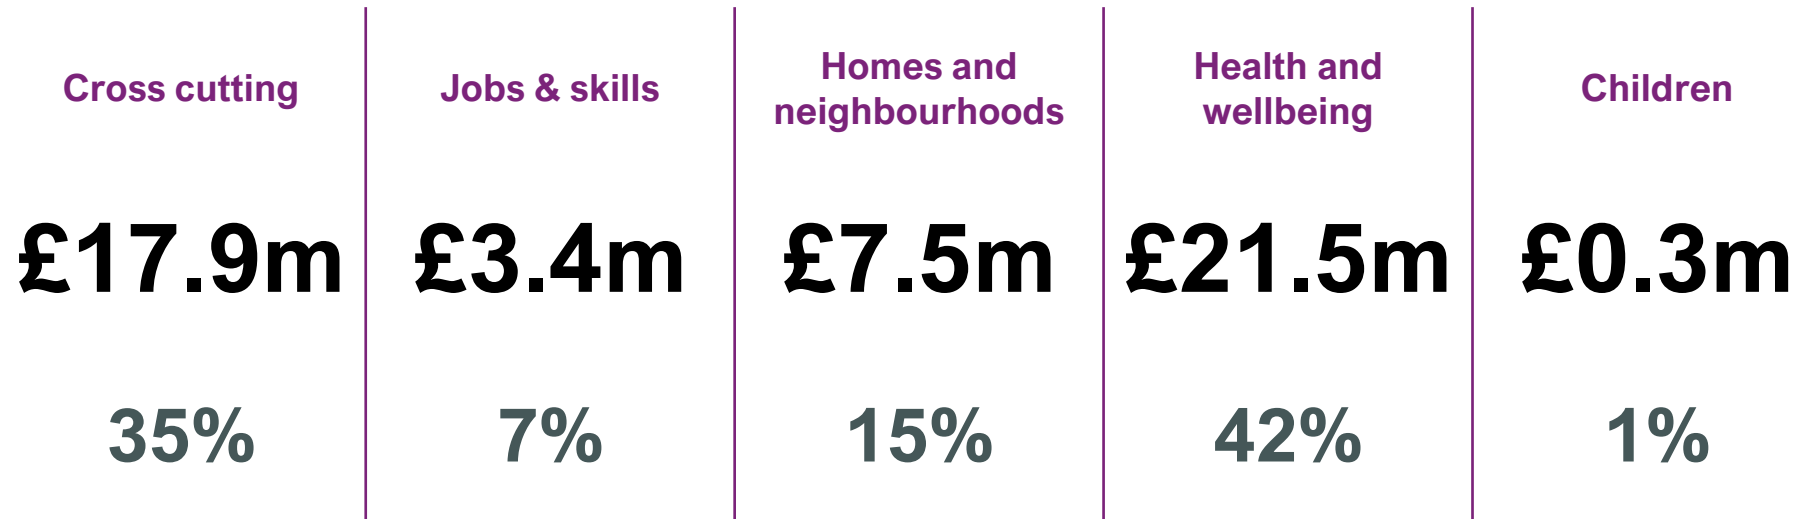 Cross cutting
£17.9m
35%
Jobs & skills
£3.4m
7%
Homes and
neighbourhoods
£7.5m
15%
Health and
wellbeing
£21.5m
42%
Children
£0.3m
1%